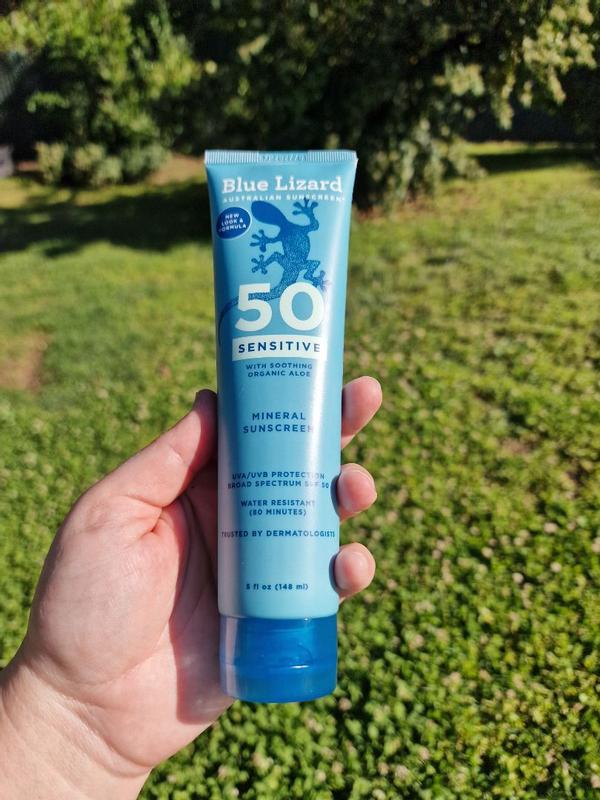 Blue Lizard
AUSTRALIAN SUNSCREEN
NEW
LOOK &
FORMULA
50
SENSITIVE
WITH SOOTHING
ORGANIC ALOE
MINERAL
SUNSCREEN
UVA/UVB PROTECTION
BROAD SPECTRUM SPF 50
WATER RESISTANT
(80 MINUTES)
TRUSTED BY DERMATOLOGISTS
5 fl oz (148 ml)